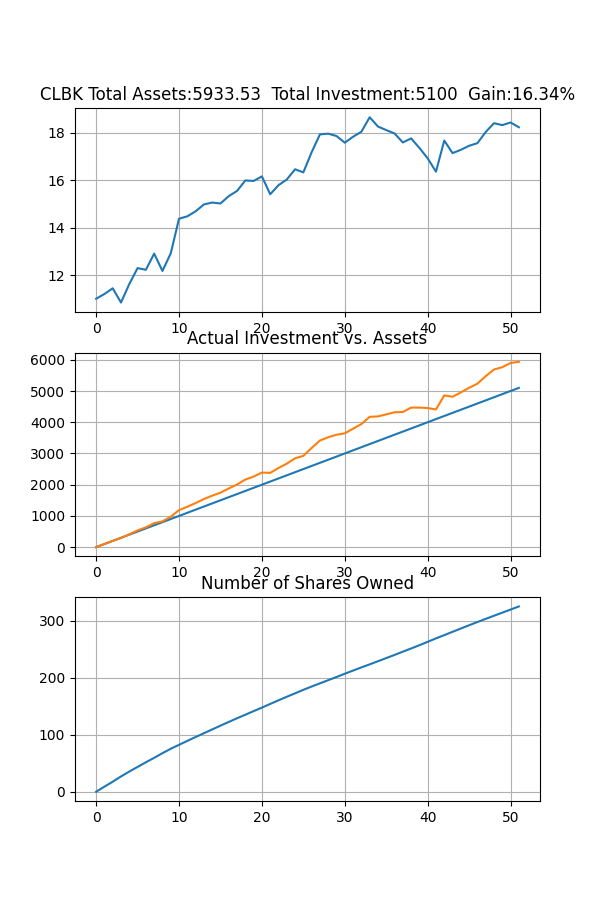 CLBK Total Assets:5933.53  Total Investment:5100  Gain:16.34%
18
16
14
12
0 10 20 30 40 50
Actual Investment vs. Assets
6000
5000
4000
3000
2000
1000
0
0 10 20 30 40 50
Number of Shares Owned
300
200
100
0
0 10 20 30 40 50